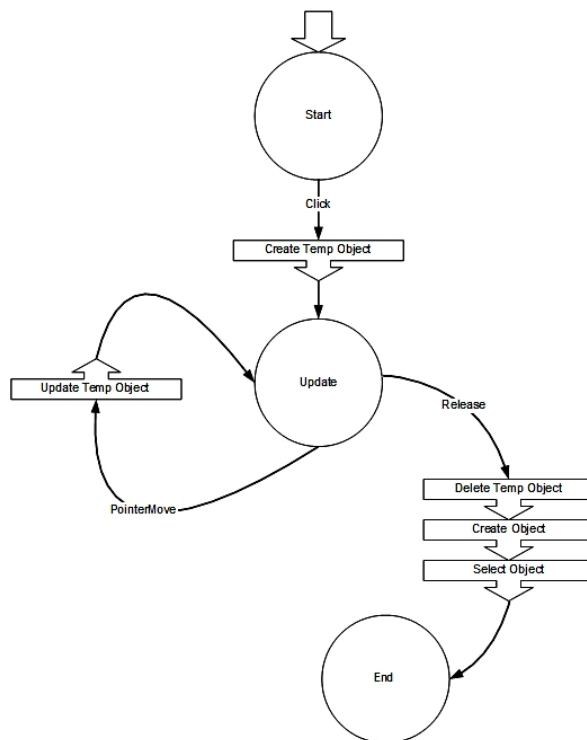 Start
Click
Create Temp Object
Update
Update Temp Object
PointerMove
Release
Delete Temp Object
Create Object
Select Object
End